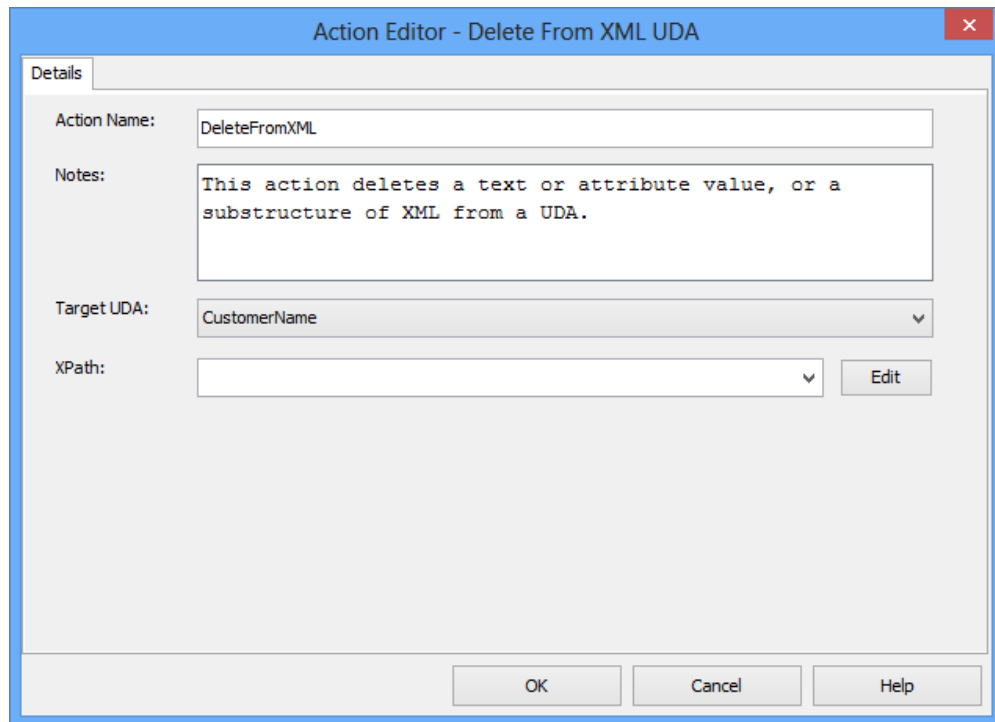 Action Editor - Delete From XML UDA
Details
Action Name:
DeleteFromXML
Notes:
This action deletes a text or attribute value, or a
substructure of XML from a UDA.
Target UDA:
CustomerName
XPath:
Edit
OK
Cancel
Help